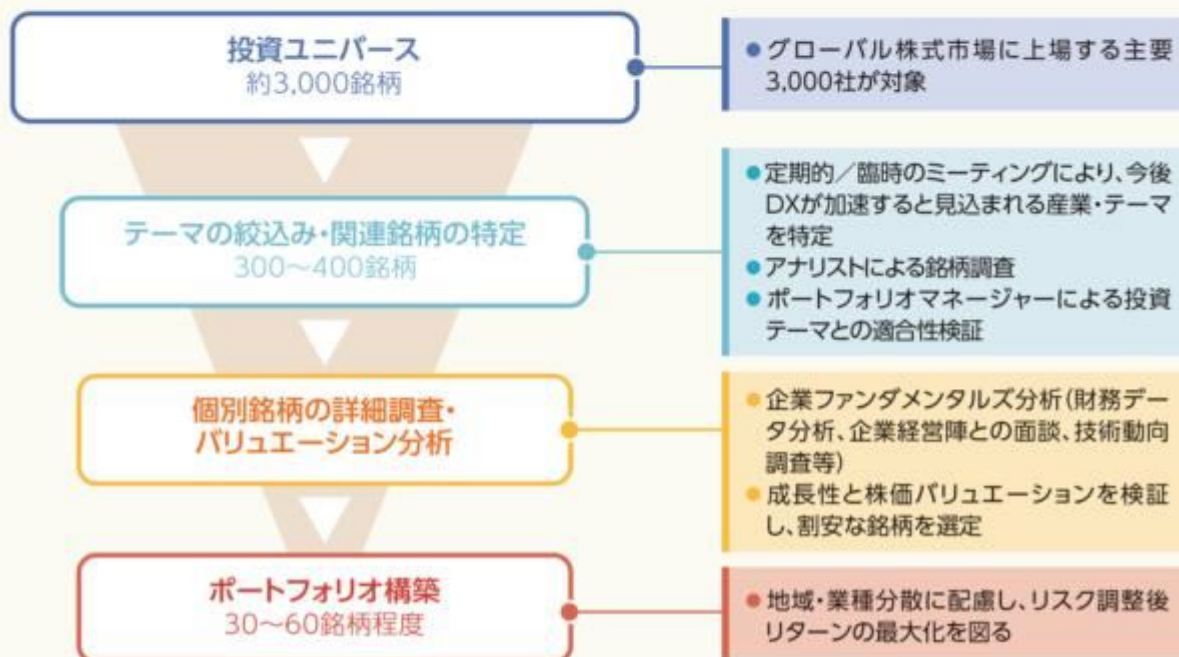 投資ユニバース
約3,000銘柄
●グローバル株式市場に上場する主要
3,000社が対象
テーマの絞込み・関連銘柄の特定
300～400銘柄
●定期的／臨時のミーティングにより、今後
DXが加速すると見込まれる産業・テーマ
を特定
●アナリストによる銘柄調査
●ポートフォリオマネージャーによる投資
テーマとの適合性検証
個別銘柄の詳細調査・
バリュエーション分析
●企業ファンダメンタルズ分析(財務デー
タ分析、企業経営陣との面談、技術動向
調査等)
●成長性と株価バリュエーションを検証
し、割安な銘柄を選定
ポートフォリオ構築
30～60銘柄程度
●地域・業種分散に配慮し、リスク調整後
リターンの最大化を図る